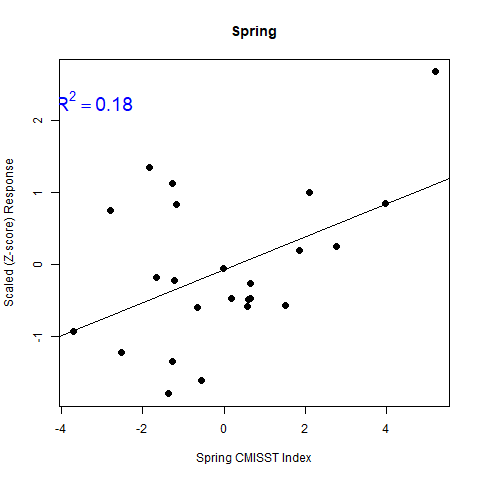 Spring
R² = 0.18
Scaled (Z-score) Response
2
1
0
-1
-4 -2 0 2 4
Spring CMISST Index